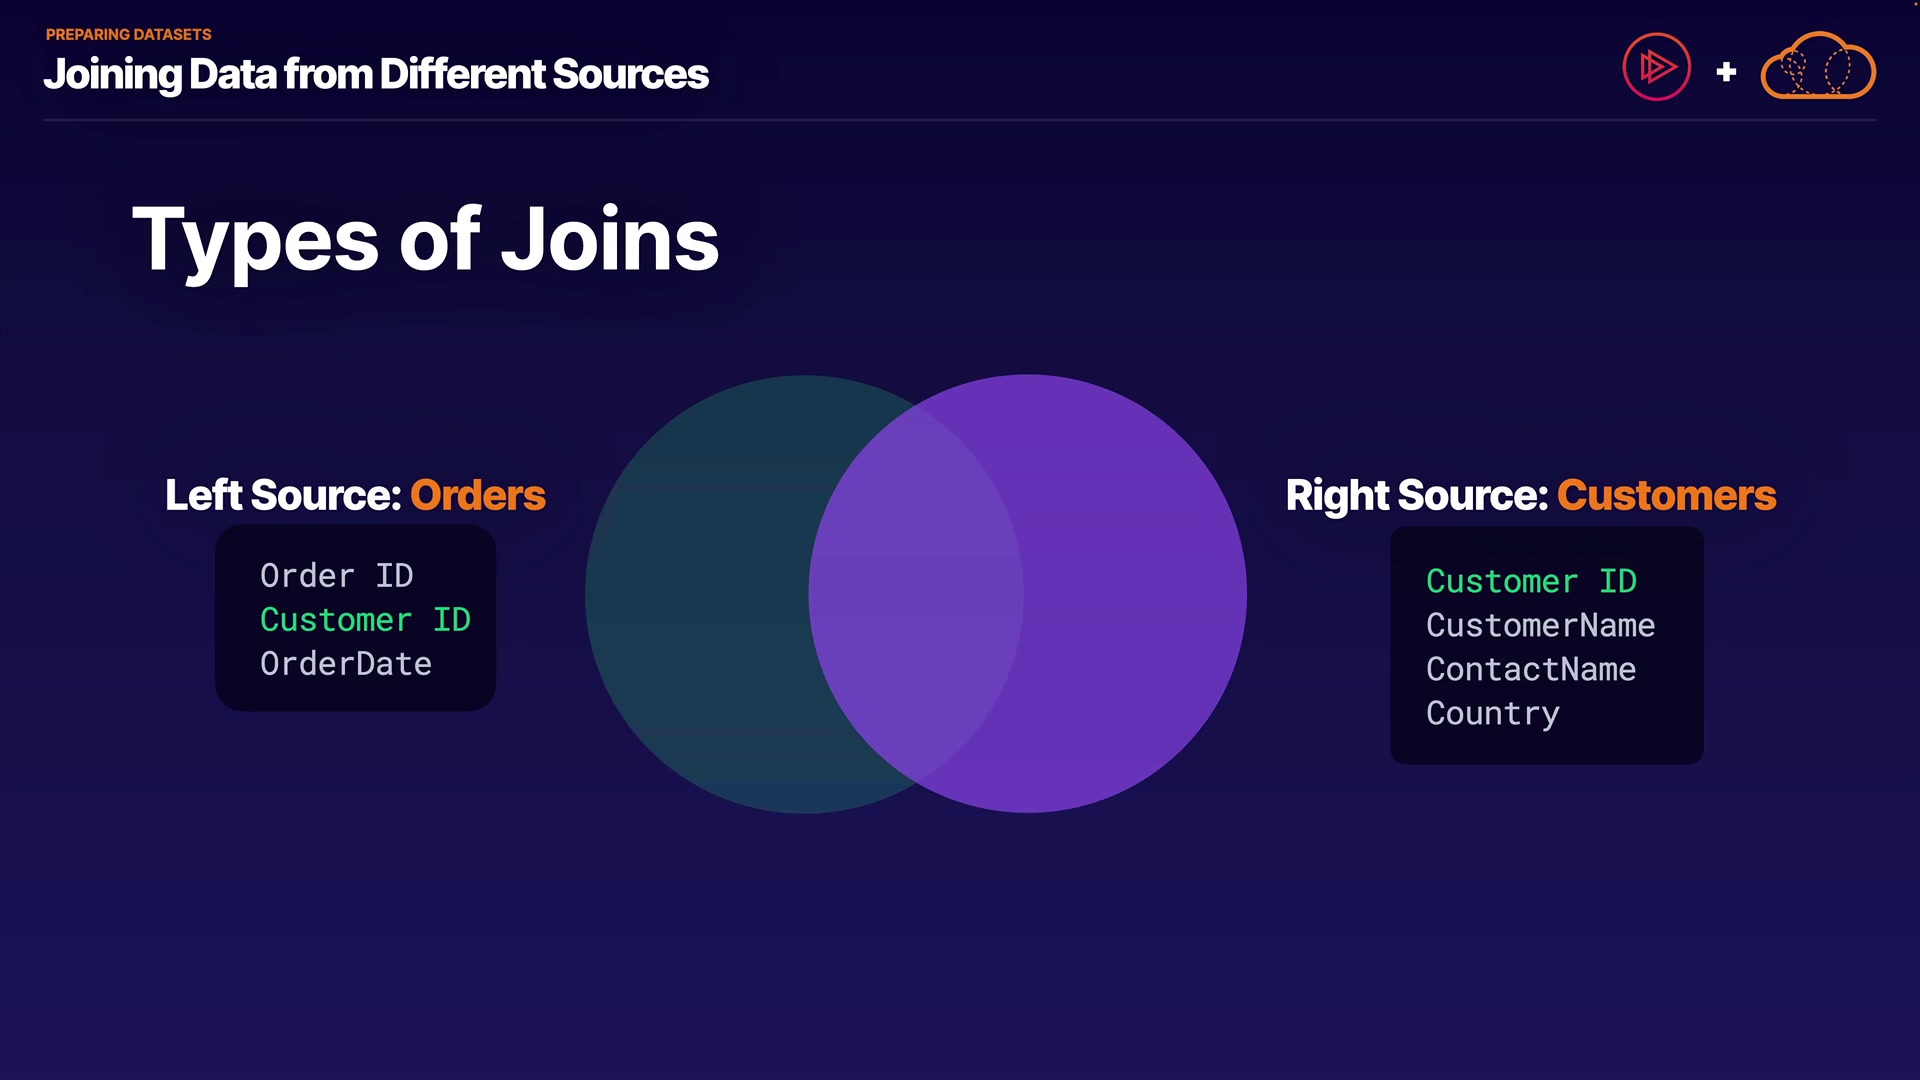 PREPARING DATASETS
Joining Data from Different Sources
+
Types of Joins
Left Source: Orders
Order ID
Customer ID
OrderDate
Right Source: Customers
Customer ID
CustomerName
ContactName
Country